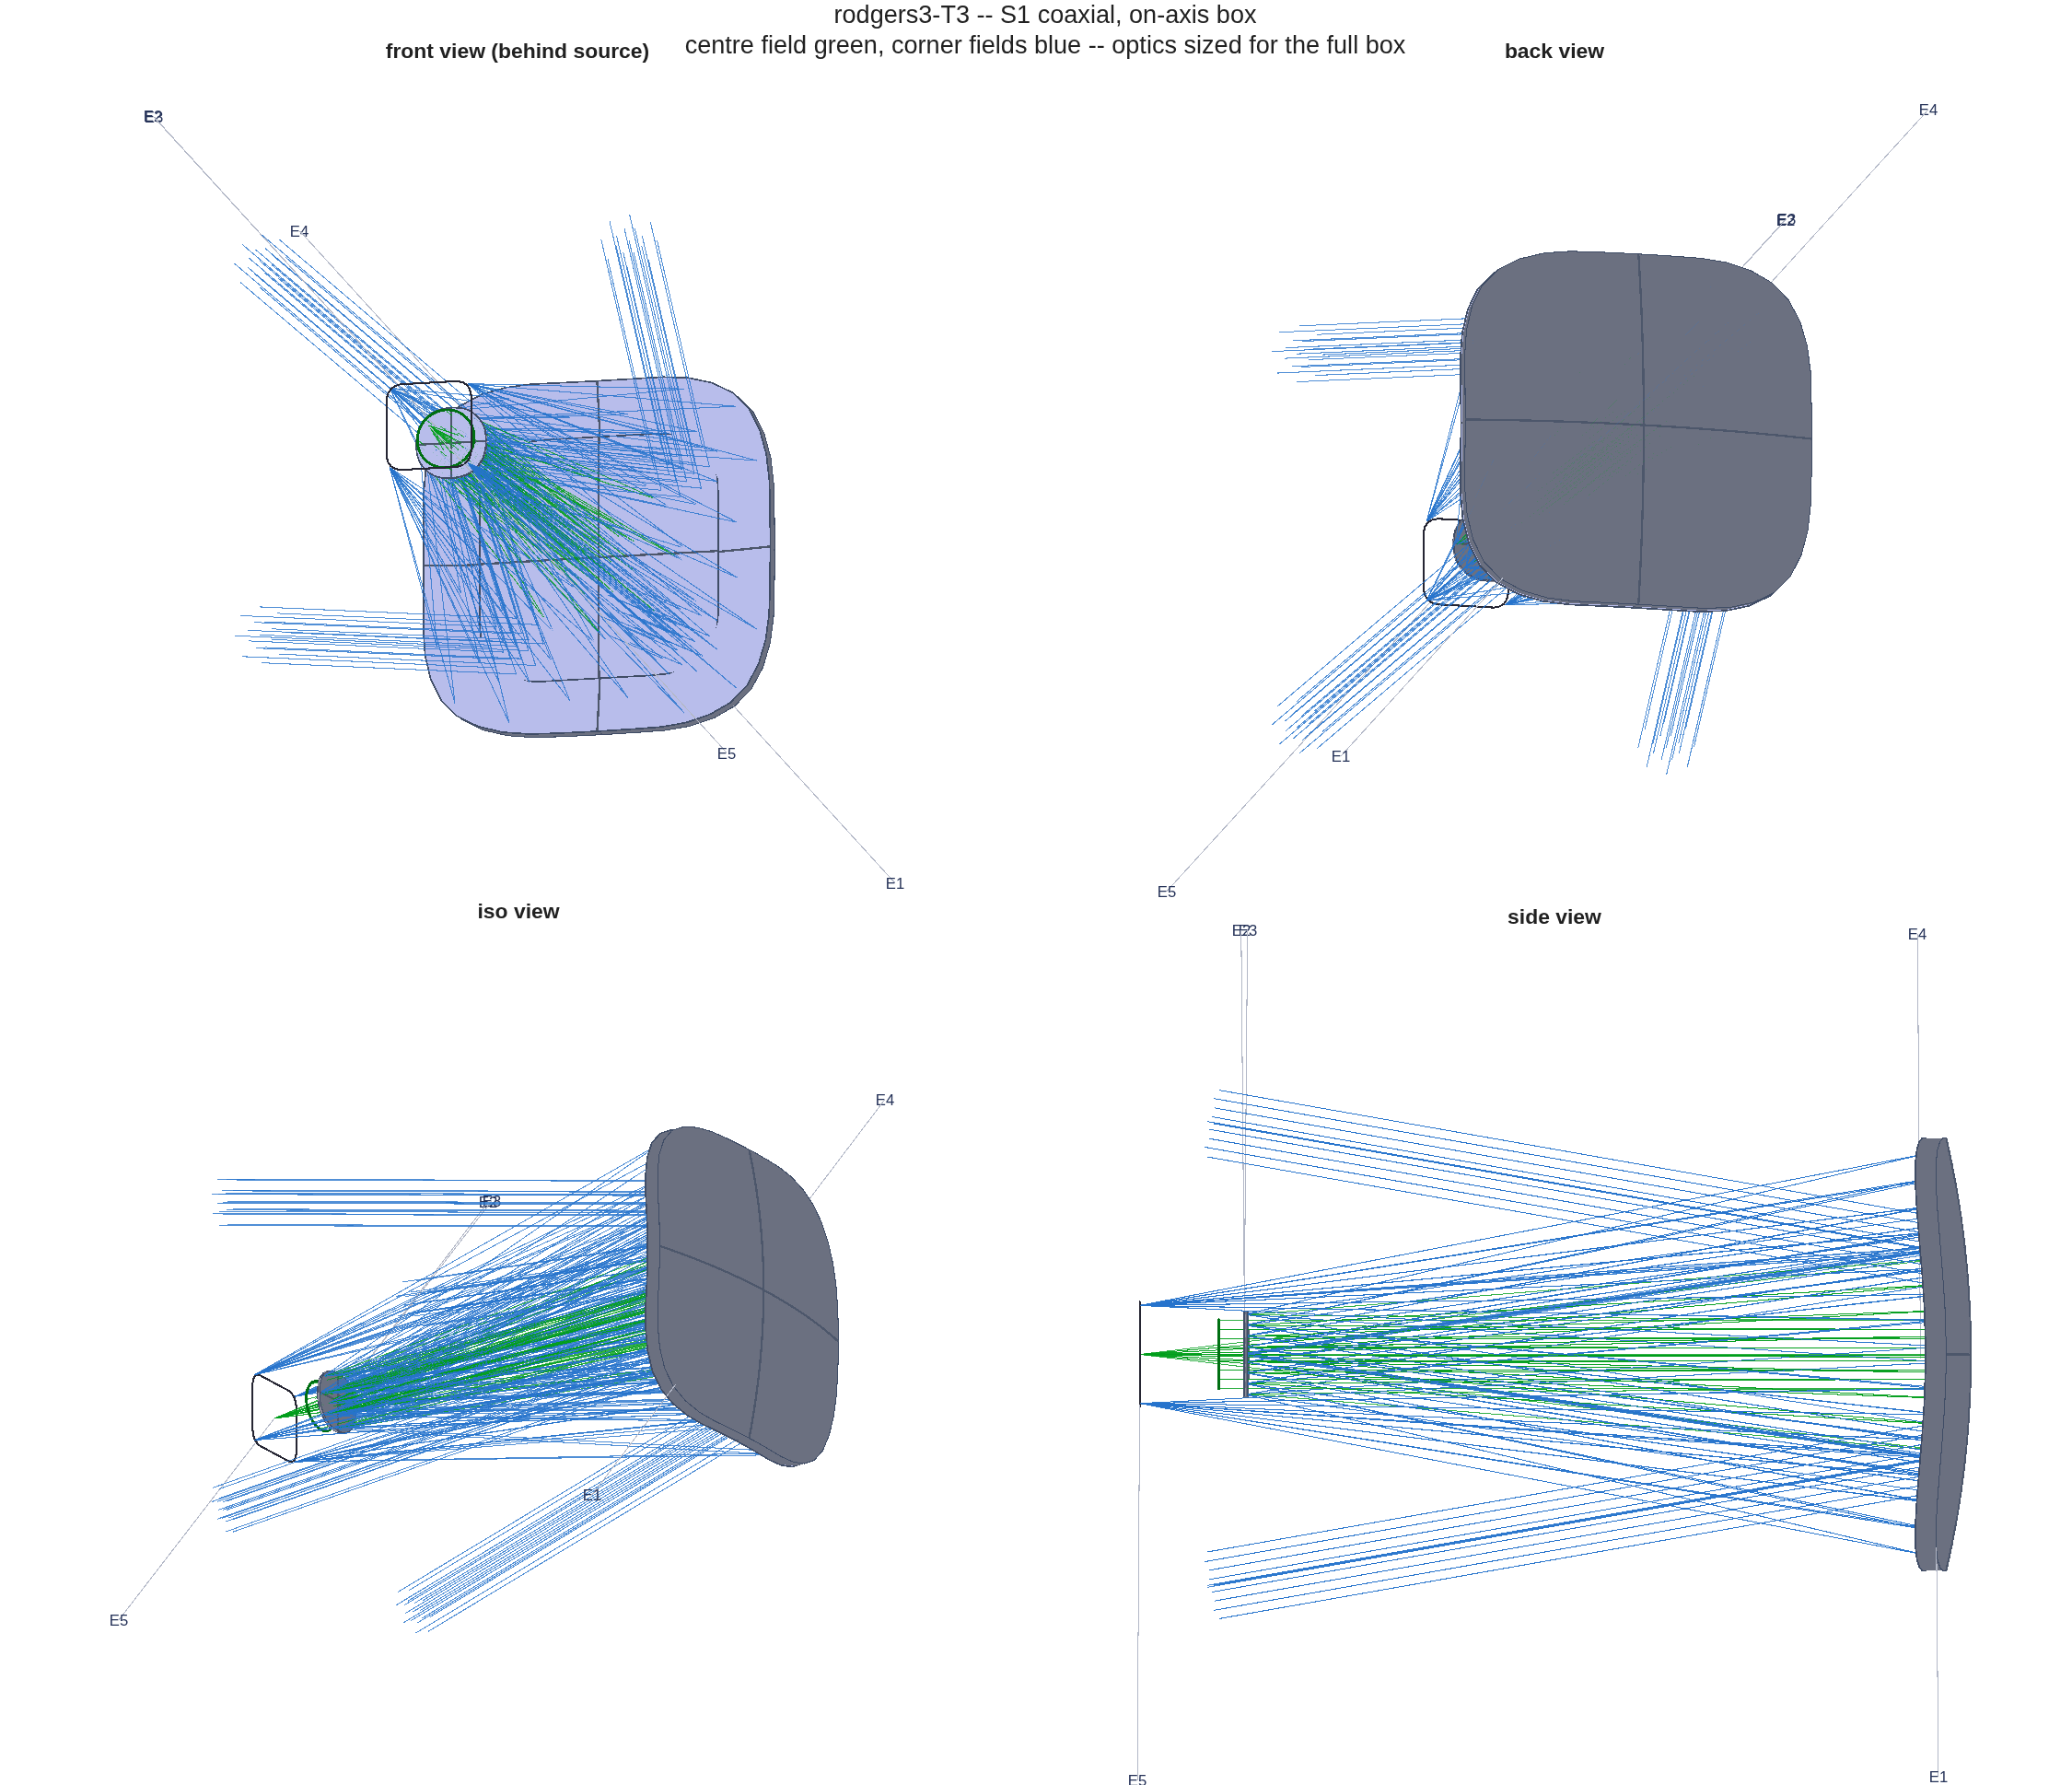 rodgers3-T3 -- S1 coaxial, on-axis box
centre field green, corner fields blue -- optics sized for the full box
front view (behind source)
back view
E4
E4
E1
E5
E1
E5
iso view
side view
E4
E4
E1
E5
E5
E1